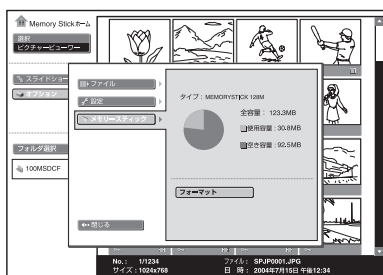 Memory Stickホーム
選択
ピクチャービューワー
スライドショー
オプション
フォルダ選択
100MSDCF
ファイル
設定
メモリースティック
閉じる
タイプ：MEMORYSTICK 128M
全容量： 123.3MB
使用容量：30.8MB
空き容量：92.5MB
フォーマット
No.： 1/1234
サイズ：1024x768
ファイル： SPJP0001.JPG
日 時： 2004年7月15日 午後12:34